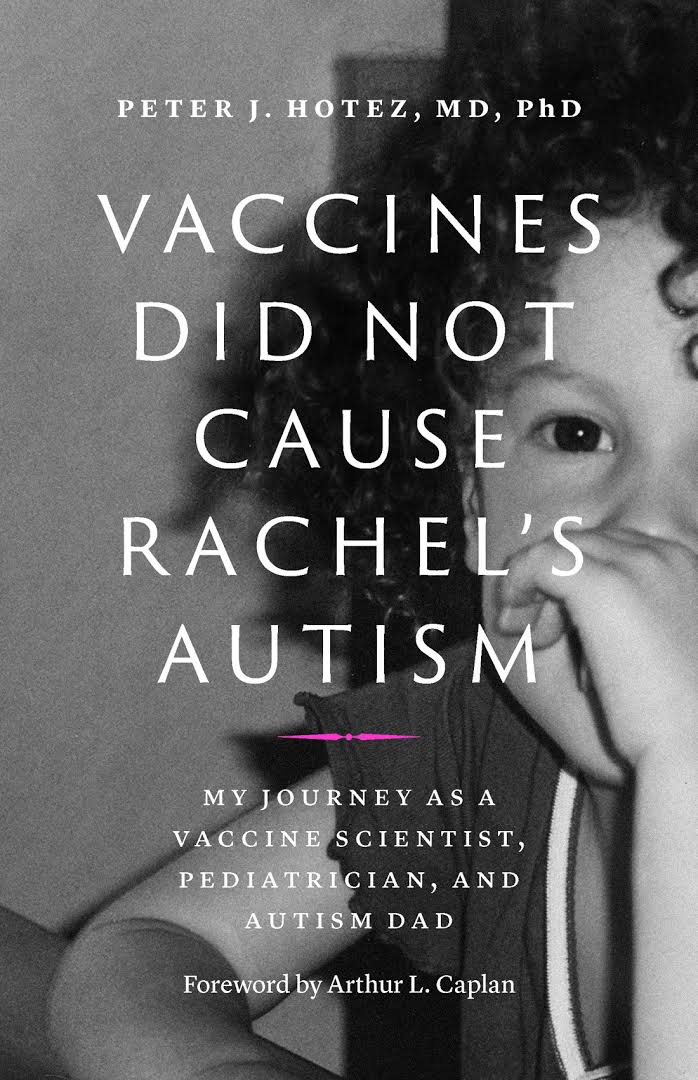 PETER J. HOTEZ, MD, PhD
VACCINES
DID NOT
CAUSE
RACHEL'S
AUTISM
MY JOURNEY AS A
VACCINE SCIENTIST,
PEDIATRICIAN, AND
AUTISM DAD
Foreword by Arthur L. Caplan